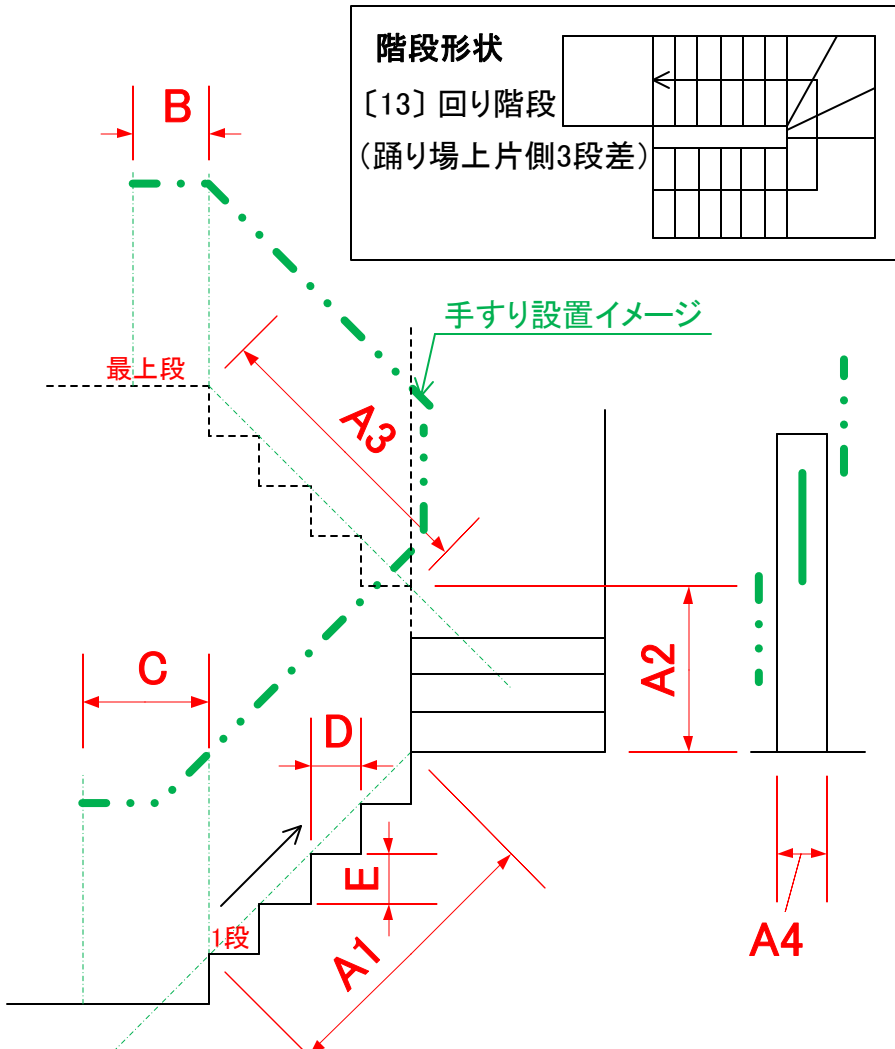 階段形状
〔13〕回り階段
(踊り場上片側3段差)
B
手すり設置イメージ
最上段
A3
C
D
A2
E
1段
A1
A4